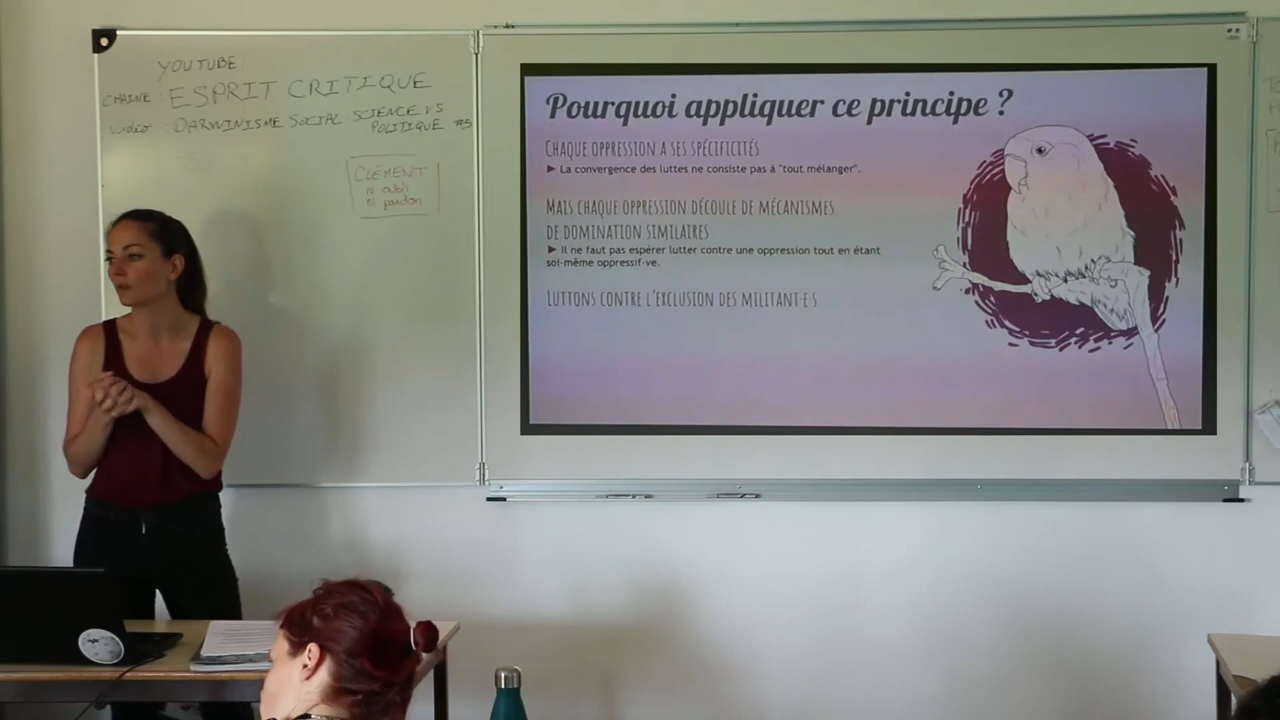 YOUTUBE
CHAINE : ESPRIT CRITIQUE
vidéo : DARWINISME SOCIAL - SCIENCE VS
POLITIQUE #5
CLÉMENT
ni oubli
ni pardon
Pourquoi appliquer ce principe ?
CHAQUE OPPRESSION A SES SPÉCIFICITÉS
► La convergence des luttes ne consiste pas à "tout mélanger".
MAIS CHAQUE OPPRESSION DÉCOULE DE MÉCANISMES
DE DOMINATION SIMILAIRES
► Il ne faut pas espérer lutter contre une oppression tout en étant
soi-même oppressif·ve.
LUTTONS CONTRE L'EXCLUSION DES MILITANT·E·S